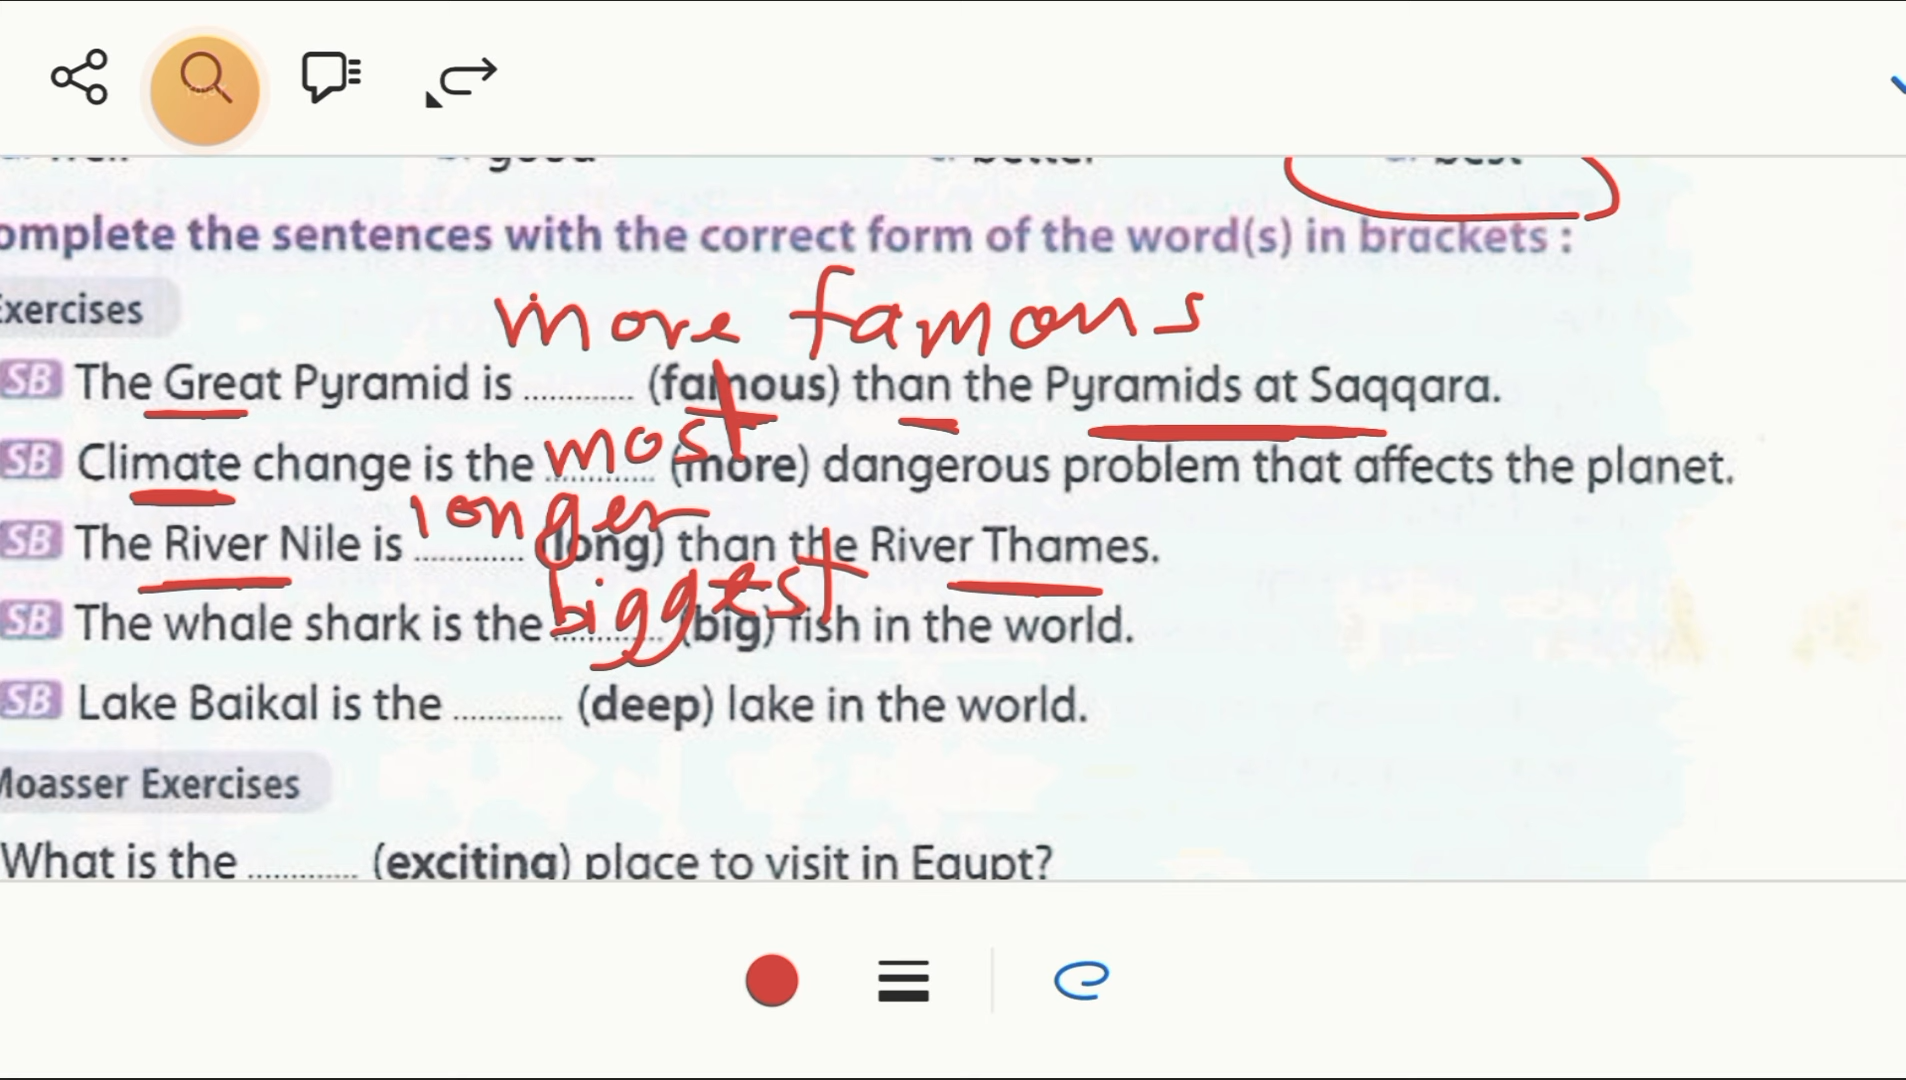 good better best
omplete the sentences with the correct form of the word(s) in brackets :
Exercises
more famous
SB The Great Pyramid is ............ (famous) than the Pyramids at Saqqara.
most
SB Climate change is the ............ (more) dangerous problem that affects the planet.
longer
SB The River Nile is ............ (long) than the River Thames.
biggest
SB The whale shark is the ............ (big) fish in the world.
SB Lake Baikal is the ............ (deep) lake in the world.
Moasser Exercises
What is the ............ (exciting) place to visit in Egypt?